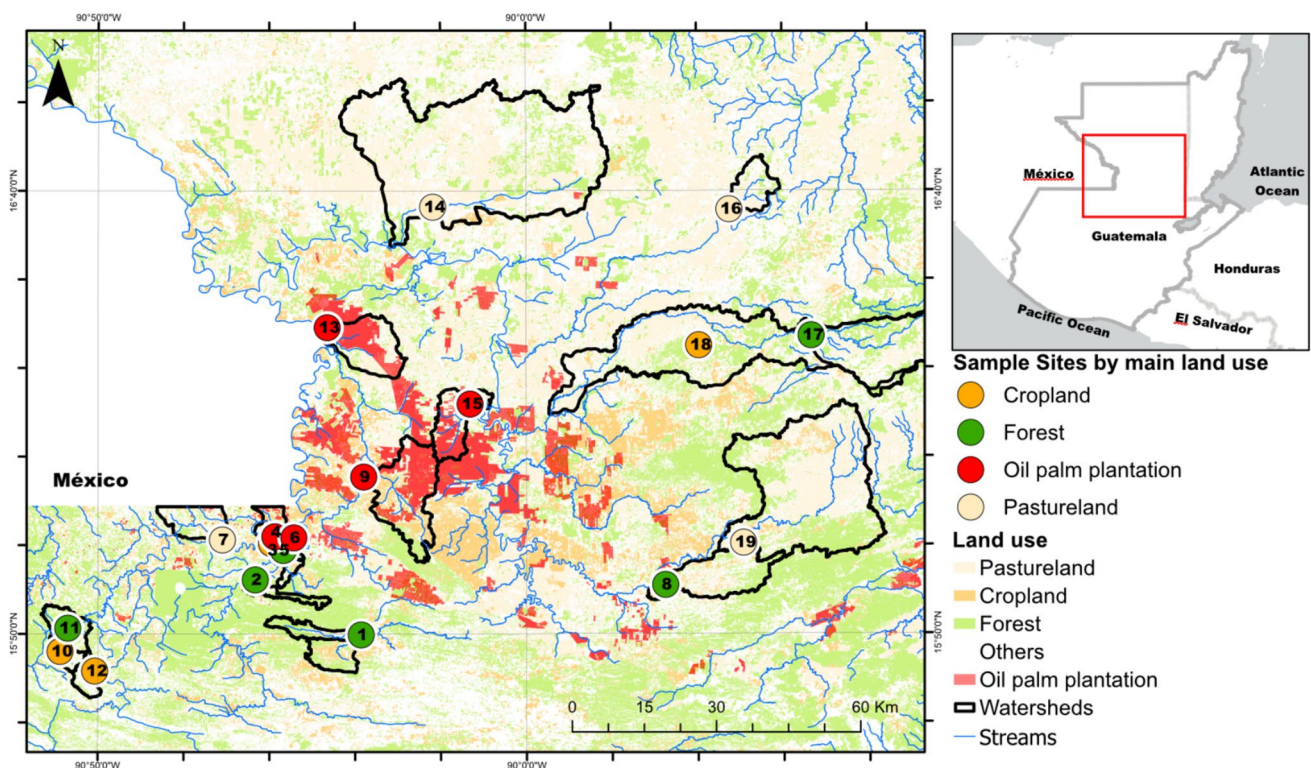 90°50'0"W
90°0'0"W
N
16°40'0"N
16°40'0"N
14
16
13
17
18
15
9
México
7
4
6
3
5
2
19
8
11
10
12
1
15°50'0"N
15°50'0"N
0 15 30 60 Km
90°50'0"W
90°0'0"W
México
Atlantic
Ocean
Guatemala
Honduras
El Salvador
Pacific Ocean
Sample Sites by main land use
Cropland
Forest
Oil palm plantation
Pastureland
Land use
Pastureland
Cropland
Forest
Others
Oil palm plantation
Watersheds
Streams